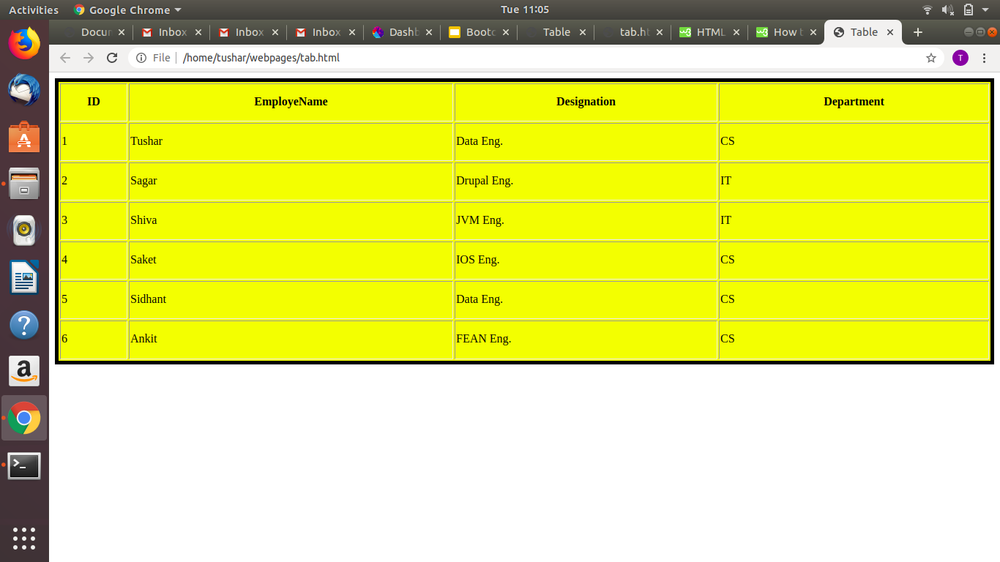 Activities Google Chrome Tue 11:05
Docur Inbox Inbox Inbox Dashb Bootc Table tab.ht HTML How t Table
File /home/tushar/webpages/tab.html T
ID EmployeName Designation Department
1 Tushar Data Eng. CS
2 Sagar Drupal Eng. IT
3 Shiva JVM Eng. IT
4 Saket IOS Eng. CS
5 Sidhant Data Eng. CS
6 Ankit FEAN Eng. CS